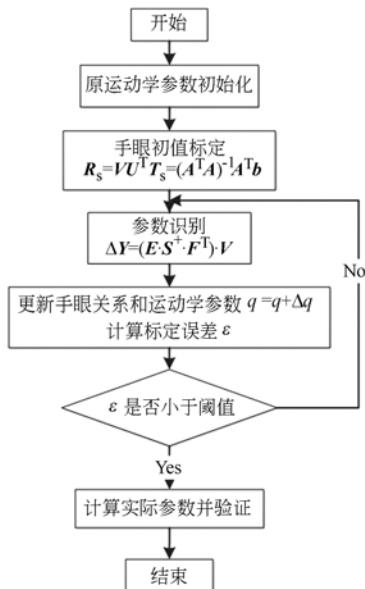 开始
原运动学参数初始化
手眼初值标定
Rₛ=VUᵀ Tₛ=(AᵀA)⁻¹Aᵀb
参数识别
ΔY=(E·S⁺·Fᵀ)·V
No
更新手眼关系和运动学参数 q=q+Δq
计算标定误差 ε
ε 是否小于阈值
Yes
计算实际参数并验证
结束